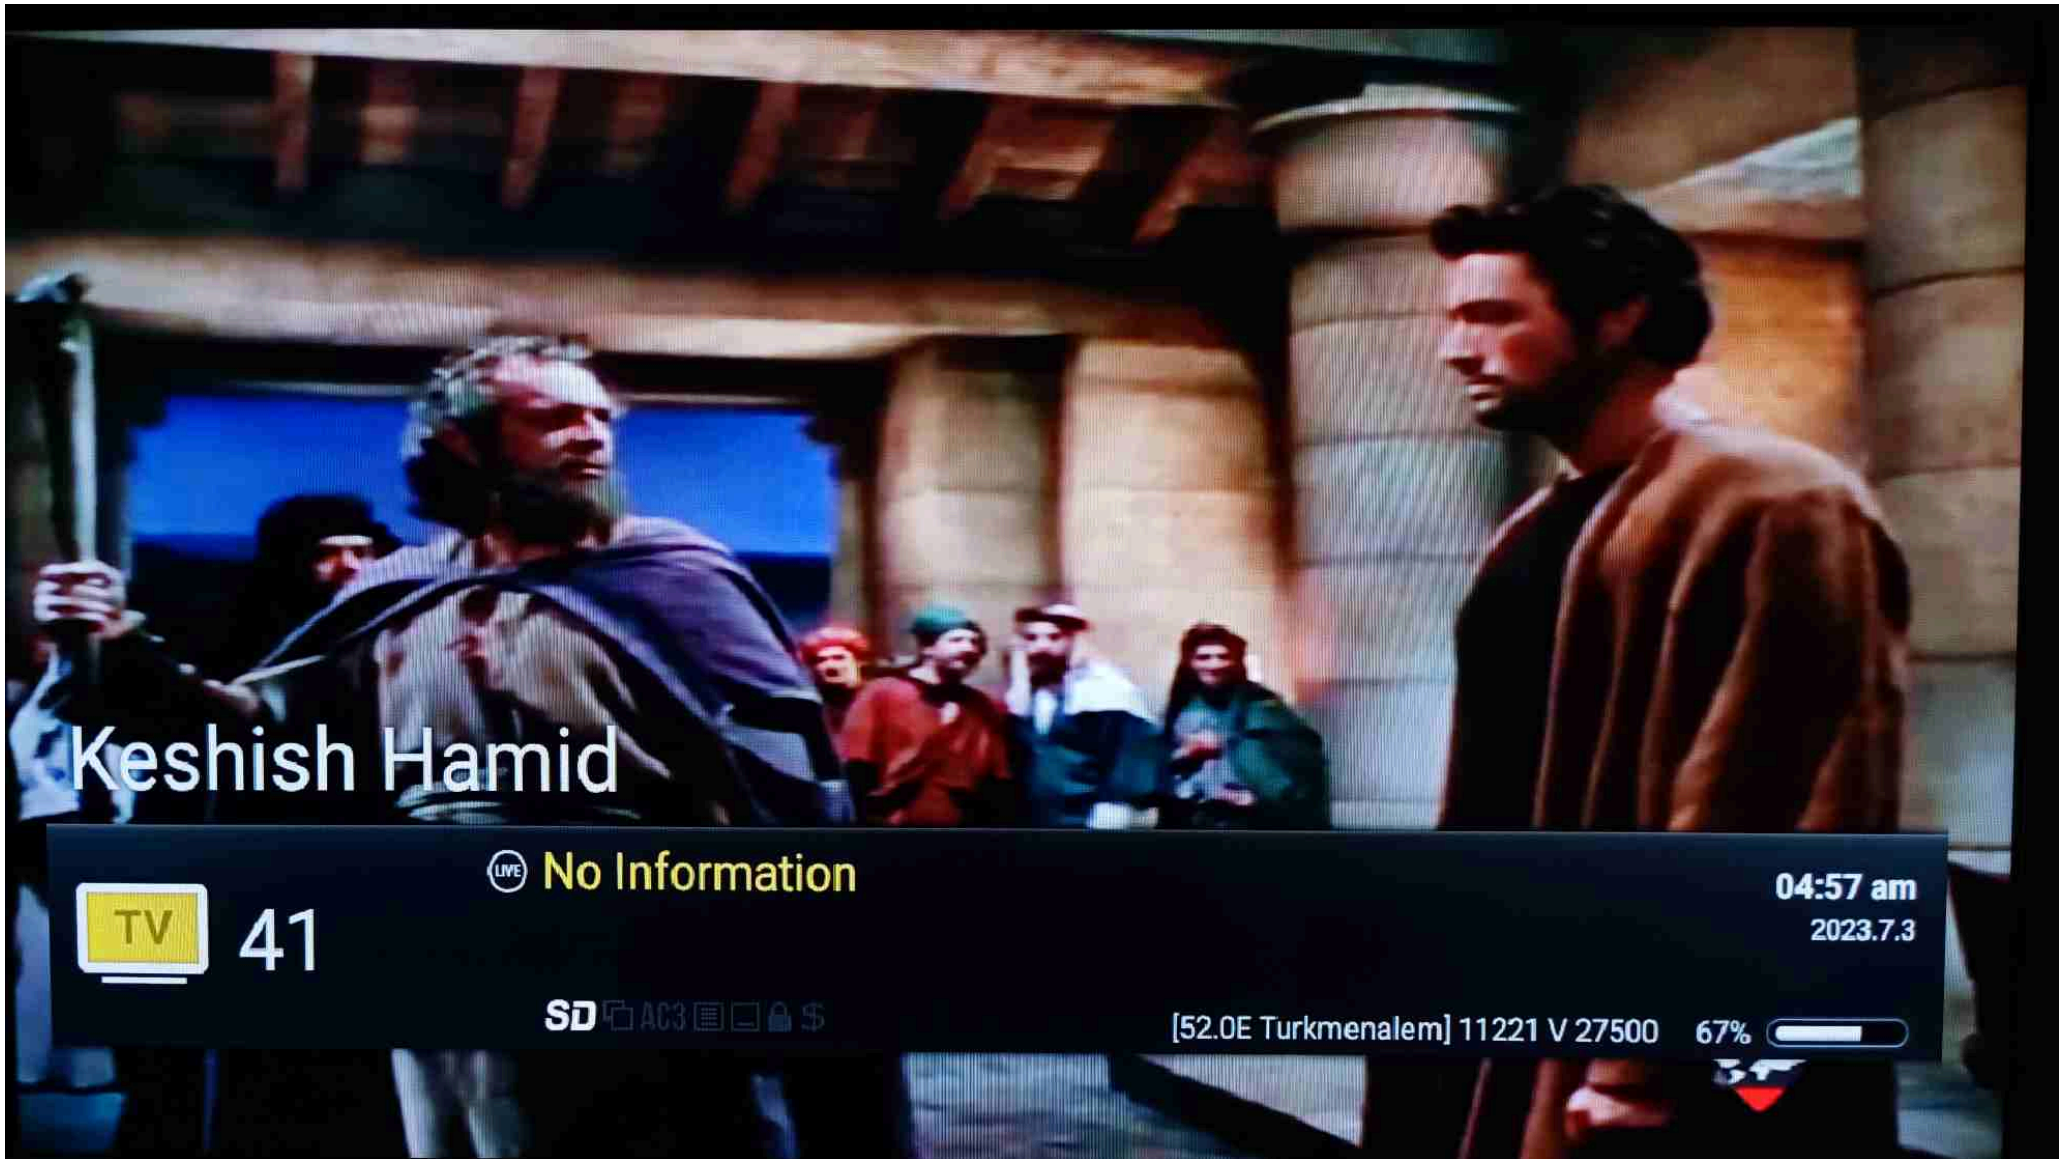 Keshish Hamid
LIVE No Information
TV 41
04:57 am
2023.7.3
SD AC3 $
[52.0E Turkmenalem] 11221 V 27500 67%